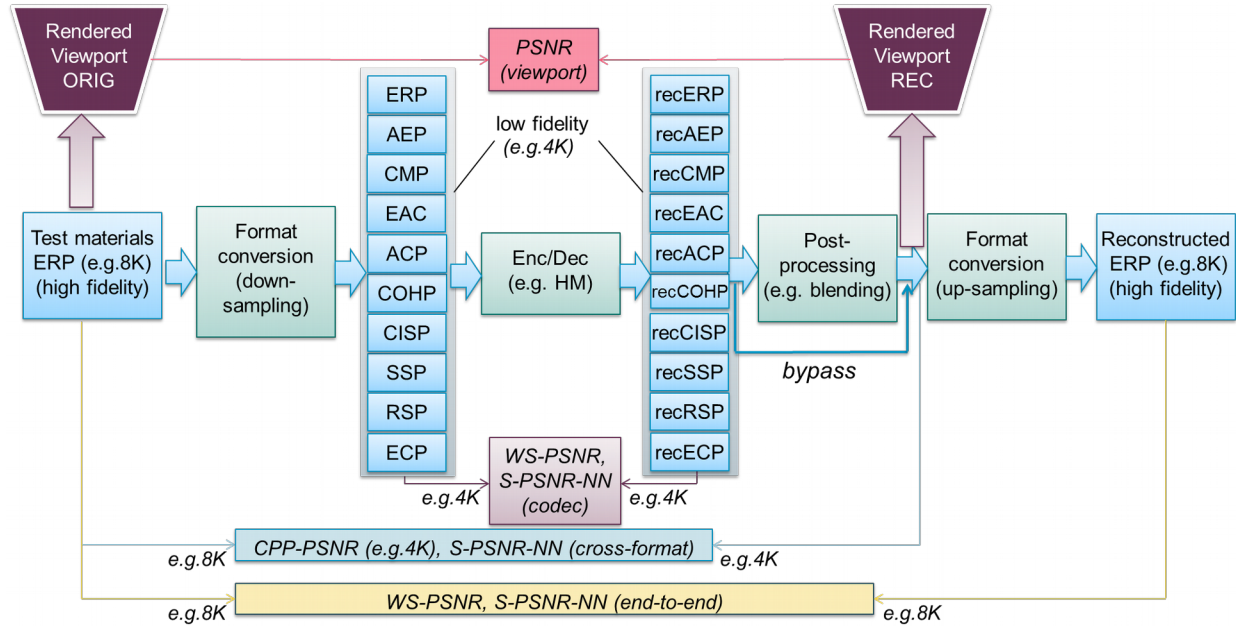 Rendered
Viewport
ORIG
PSNR
(viewport)
Rendered
Viewport
REC
ERP
AEP
CMP
EAC
ACP
COHP
CISP
SSP
RSP
ECP
low fidelity
(e.g.4K)
recERP
recAEP
recCMP
recEAC
recACP
recCOHP
recCISP
recSSP
recRSP
recECP
Test materials
ERP (e.g.8K)
(high fidelity)
Format
conversion
(down-
sampling)
Enc/Dec
(e.g. HM)
Post-
processing
(e.g. blending)
Format
conversion
(up-sampling)
Reconstructed
ERP (e.g.8K)
(high fidelity)
bypass
WS-PSNR,
S-PSNR-NN
(codec)
e.g.4K
e.g.4K
CPP-PSNR (e.g.4K), S-PSNR-NN (cross-format)
e.g.8K
e.g.4K
WS-PSNR, S-PSNR-NN (end-to-end)
e.g.8K
e.g.8K